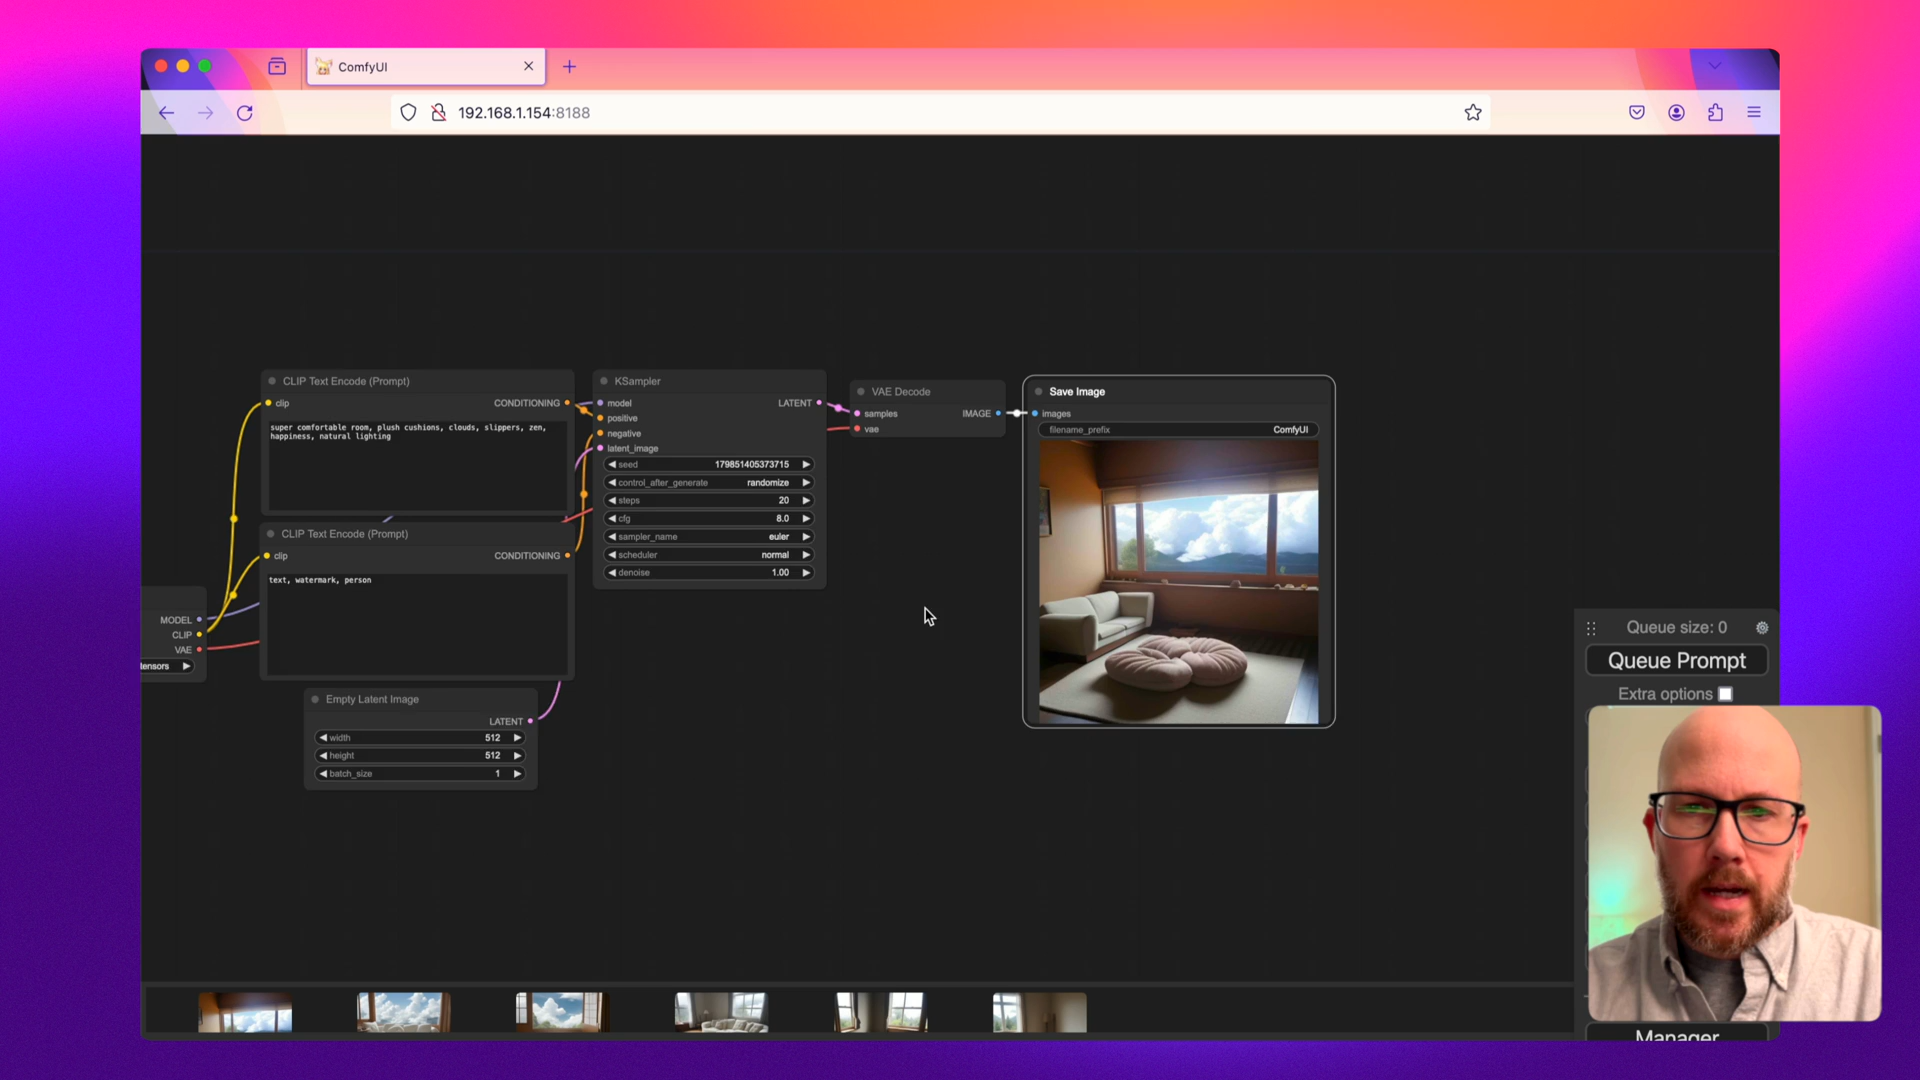 ComfyUI
192.168.1.154:8188
CLIP Text Encode (Prompt)
clip
CONDITIONING
super comfortable room, plush cushions, clouds, slippers, zen,
happiness, natural lighting
CLIP Text Encode (Prompt)
clip
CONDITIONING
text, watermark, person
MODEL
CLIP
VAE
tensors
Empty Latent Image
LATENT
width 512
height 512
batch_size 1
KSampler
model
LATENT
positive
negative
latent_image
seed 179851405373715
control_after_generate randomize
steps 20
cfg 8.0
sampler_name euler
scheduler normal
denoise 1.00
VAE Decode
samples
IMAGE
vae
Save Image
images
filename_prefix ComfyUI
Queue size: 0
Queue Prompt
Extra options
Manager